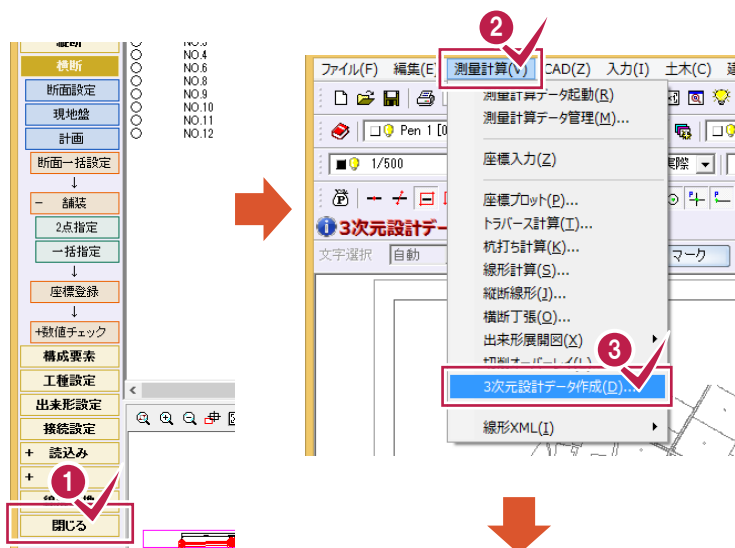 横断
断面設定
現地盤
計画
断面一括設定
↓
− 舗装
2点指定
一括指定
↓
座標登録
↓
+数値チェック
構成要素
工種設定
出来形設定
接続設定
+ 読込み
+
1
閉じる
NO.4
NO.6
NO.8
NO.9
NO.10
NO.11
NO.12
2
ファイル(F) 編集(E) 測量計算(V) CAD(Z) 入力(I) 土木(C)
測量計算データ起動(R)
測量計算データ管理(M)...
Pen 1 [0
1/500
座標入力(Z)
実際
座標プロット(P)...
トラバース計算(T)...
杭打ち計算(K)...
線形計算(S)...
縦断線形(J)...
横断丁張(O)...
出来形展開図(X)
切削オーバーレイ(L)
3
3次元設計データ作成(D)...
線形XML(I)
3次元設計デー
文字選択 自動
マーク